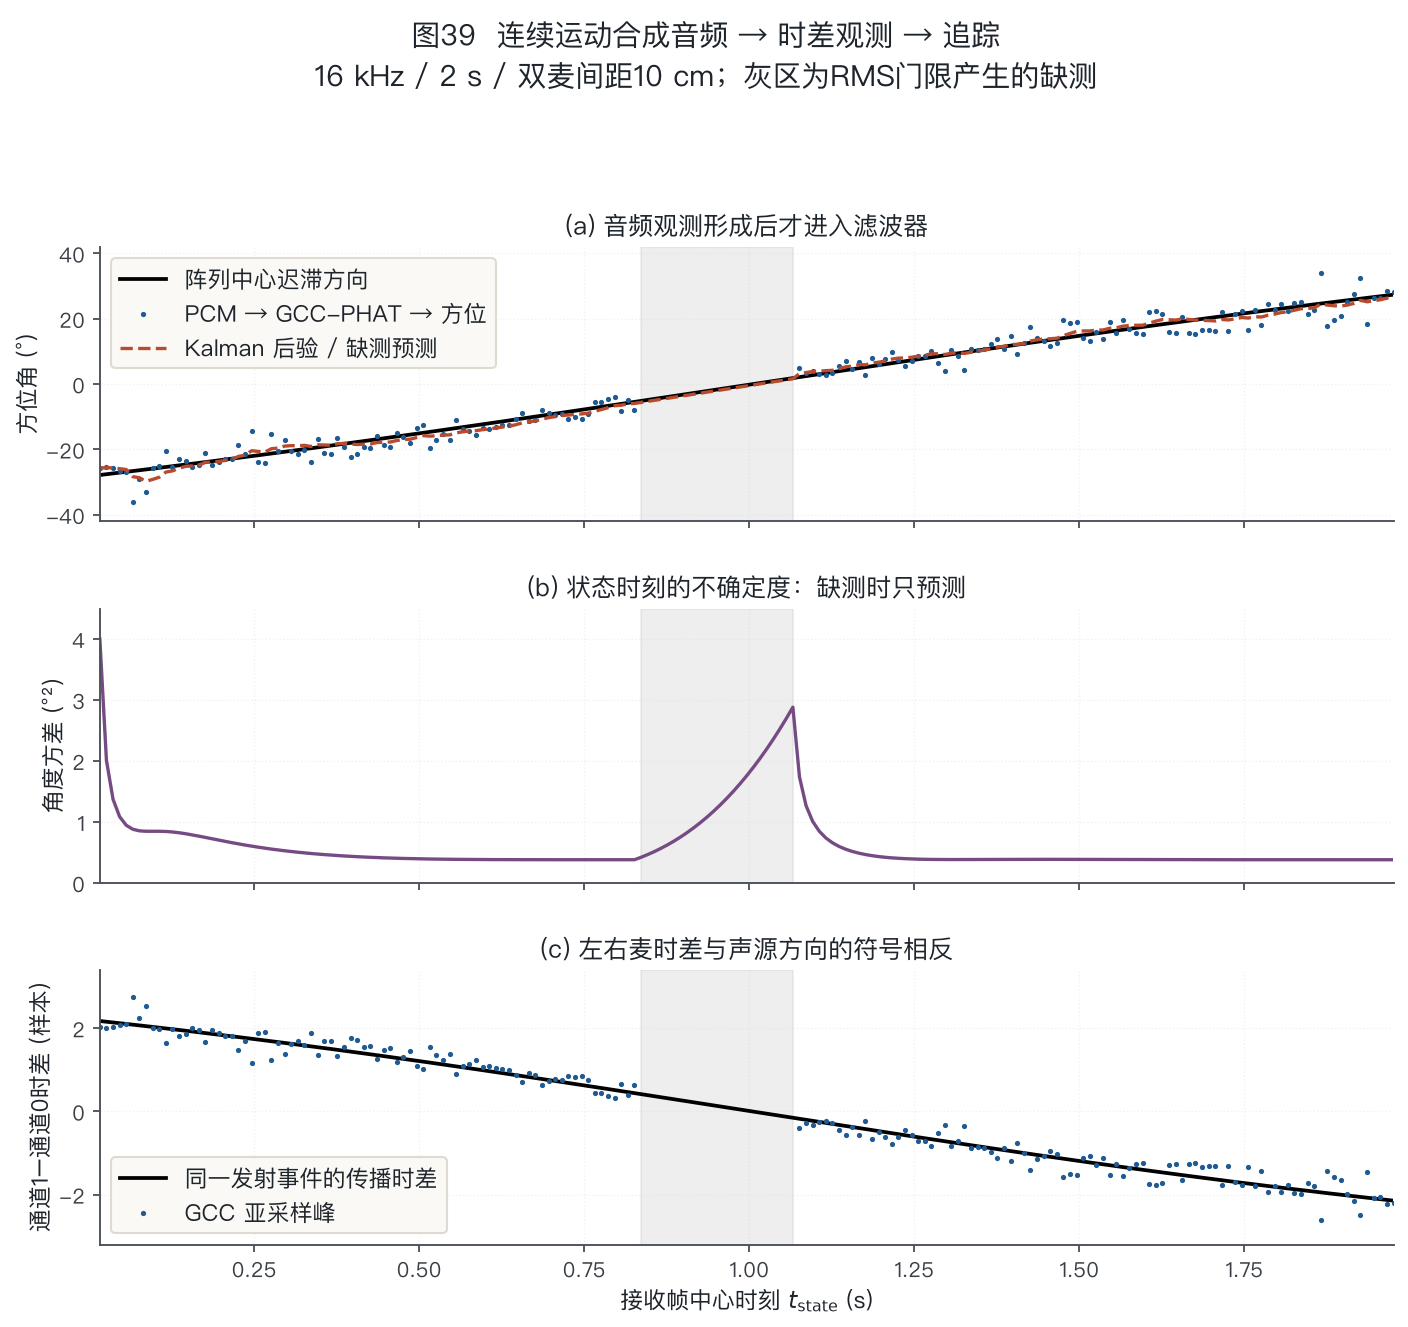 图39 连续运动合成音频 → 时差观测 → 追踪
16 kHz / 2 s / 双麦间距10 cm；灰区为RMS门限产生的缺测
(a) 音频观测形成后才进入滤波器
方位角 (°)
40
20
0
−20
−40
阵列中心迟滞方向
PCM → GCC-PHAT → 方位
Kalman 后验 / 缺测预测
(b) 状态时刻的不确定度：缺测时只预测
角度方差 (°²)
4
3
2
1
0
(c) 左右麦时差与声源方向的符号相反
通道1−通道0时差 (样本)
2
0
−2
同一发射事件的传播时差
GCC 亚采样峰
0.25
0.50
0.75
1.00
1.25
1.50
1.75
接收帧中心时刻 tstate (s)